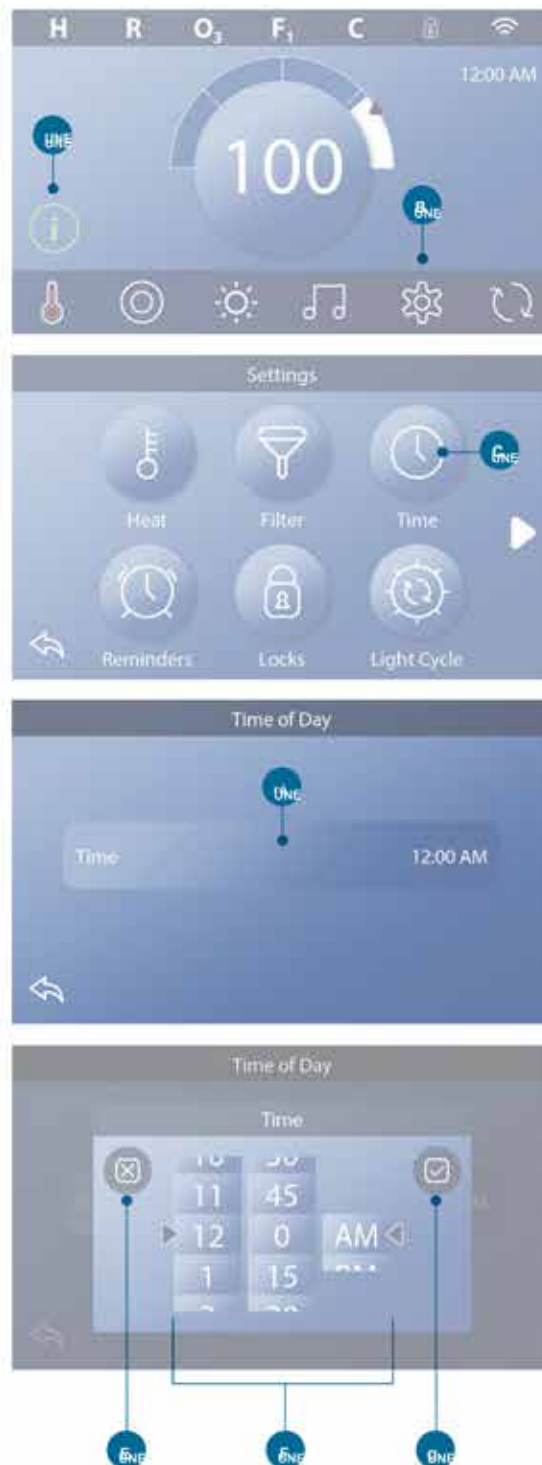 H R O₃ F₁ C
12:00 AM
100
i
Settings
Heat Filter Time
Reminders Locks Light Cycle
Time of Day
Time 12:00 AM
Time of Day
Time
11 45
12 0 AM
1 15